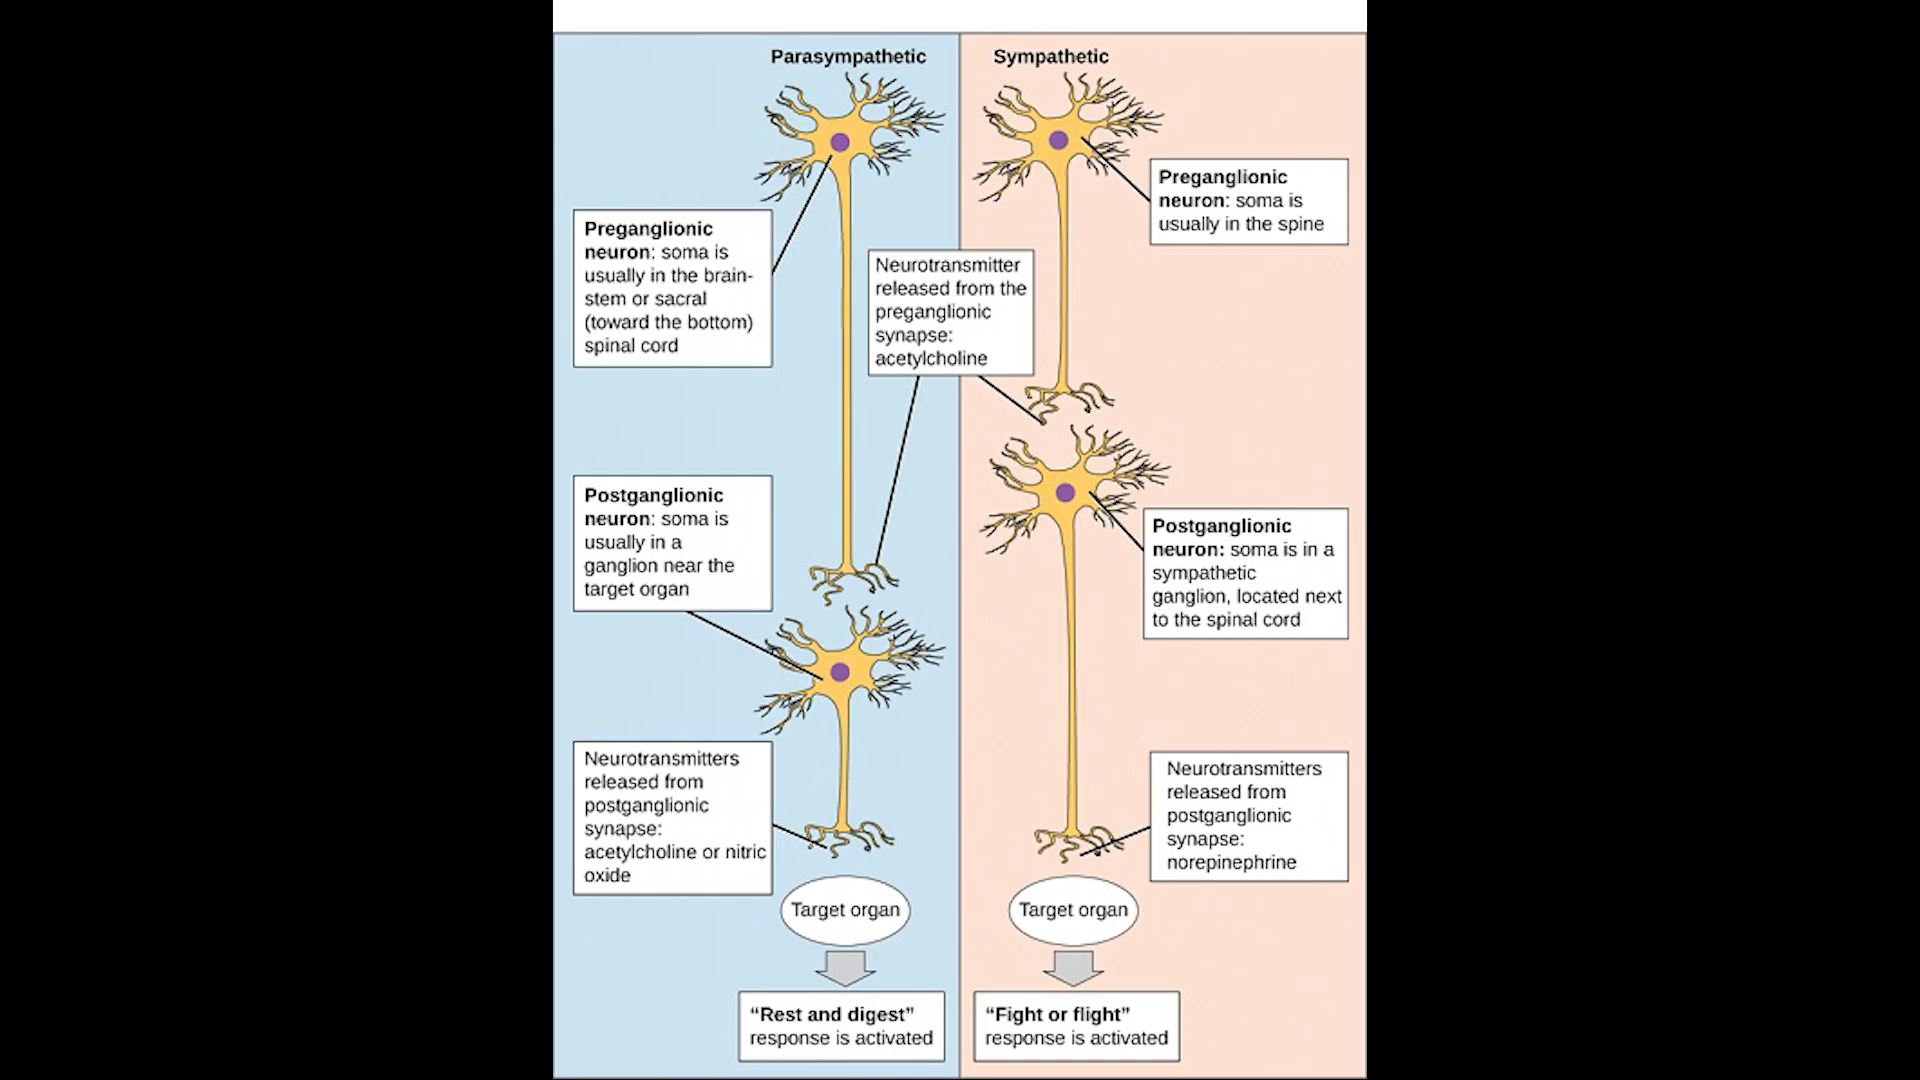 Parasympathetic
Sympathetic
Preganglionic
neuron: soma is
usually in the spine
Preganglionic
neuron: soma is
usually in the brain-
stem or sacral
(toward the bottom)
spinal cord
Neurotransmitter
released from the
preganglionic
synapse:
acetylcholine
Postganglionic
neuron: soma is
usually in a
ganglion near the
target organ
Postganglionic
neuron: soma is in a
sympathetic
ganglion, located next
to the spinal cord
Neurotransmitters
released from
postganglionic
synapse:
acetylcholine or nitric
oxide
Neurotransmitters
released from
postganglionic
synapse:
norepinephrine
Target organ
Target organ
“Rest and digest”
response is activated
“Fight or flight”
response is activated